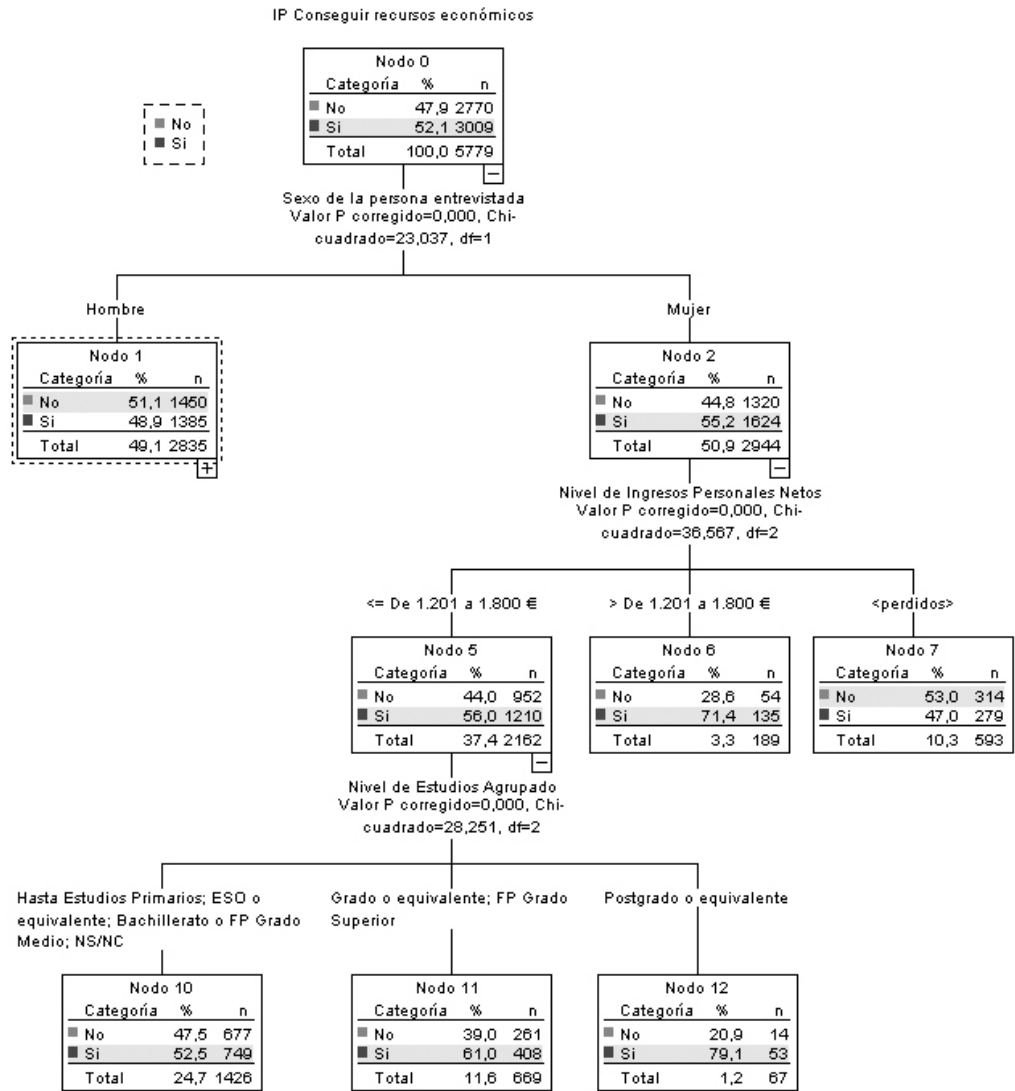 IP Conseguir recursos económicos
Nodo 0
Categoría % n
No 47,9 2770
Si 52,1 3009
Total 100,0 5779
No
Si
Sexo de la persona entrevistada
Valor P corregido=0,000, Chi-
cuadrado=23,037, df=1
Hombre
Mujer
Nodo 1
Categoría % n
No 51,1 1450
Si 48,9 1385
Total 49,1 2835
Nodo 2
Categoría % n
No 44,8 1320
Si 55,2 1624
Total 50,9 2944
Nivel de Ingresos Personales Netos
Valor P corregido=0,000, Chi-
cuadrado=36,567, df=2
<= De 1.201 a 1.800 €
> De 1.201 a 1.800 €
<perdidos>
Nodo 5
Categoría % n
No 44,0 952
Si 56,0 1210
Total 37,4 2162
Nodo 6
Categoría % n
No 28,6 54
Si 71,4 135
Total 3,3 189
Nodo 7
Categoría % n
No 53,0 314
Si 47,0 279
Total 10,3 593
Nivel de Estudios Agrupado
Valor P corregido=0,000, Chi-
cuadrado=28,251, df=2
Hasta Estudios Primarios; ESO o
equivalente; Bachillerato o FP Grado
Medio; NS/NC
Grado o equivalente; FP Grado
Superior
Postgrado o equivalente
Nodo 10
Categoría % n
No 47,5 677
Si 52,5 749
Total 24,7 1426
Nodo 11
Categoría % n
No 39,0 261
Si 61,0 408
Total 11,6 669
Nodo 12
Categoría % n
No 20,9 14
Si 79,1 53
Total 1,2 67